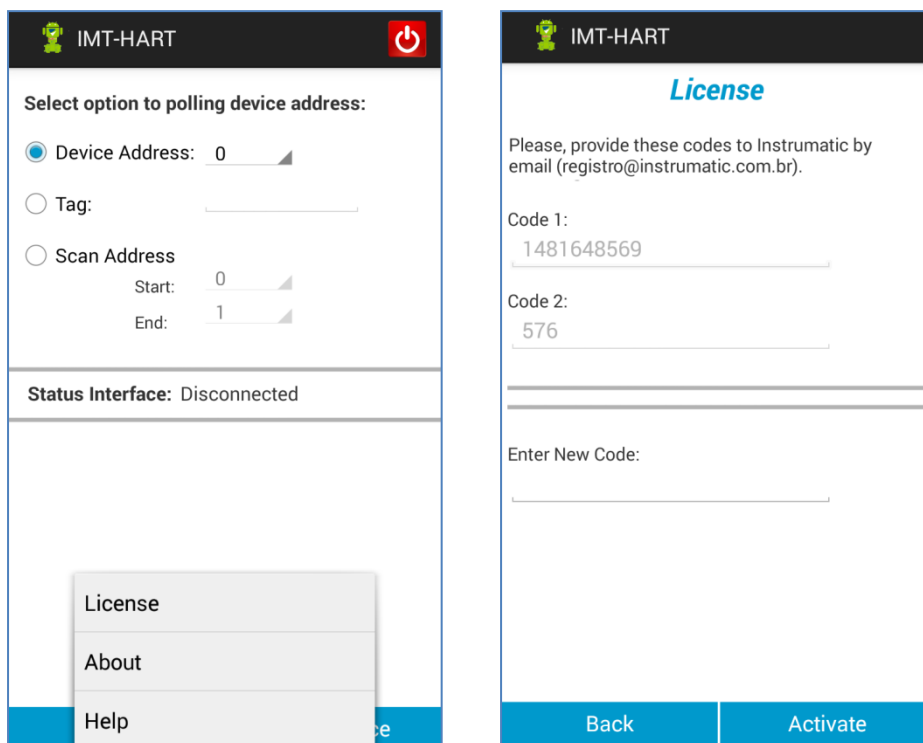 IMT-HART
Select option to polling device address:
Device Address: 0
Tag:
Scan Address
Start: 0
End: 1
Status Interface: Disconnected
License
About
Help
IMT-HART
License
Please, provide these codes to Instrumatic by
email (registro@instrumatic.com.br).
Code 1:
1481648569
Code 2:
576
Enter New Code:
Back Activate